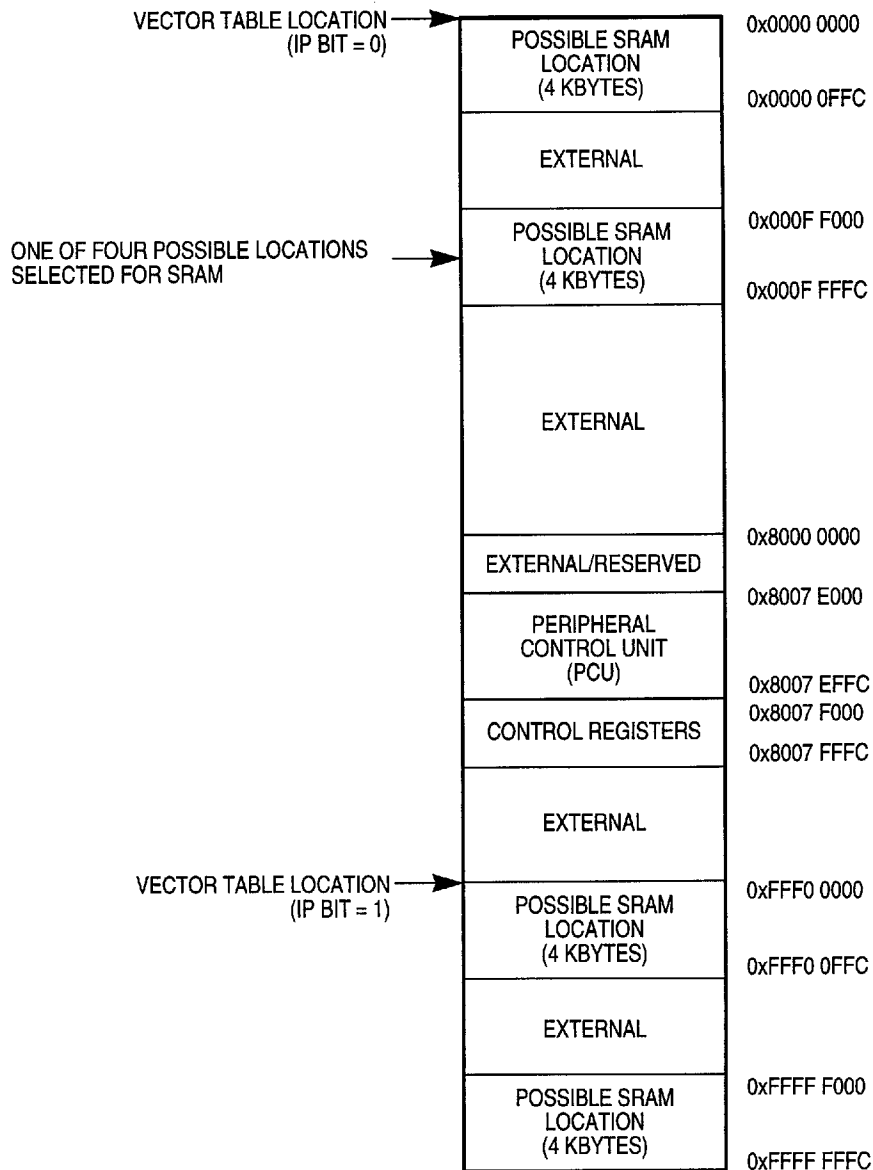 VECTOR TABLE LOCATION
(IP BIT = 0)
0x0000 0000
POSSIBLE SRAM
LOCATION
(4 KBYTES)
0x0000 0FFC
EXTERNAL
0x000F F000
ONE OF FOUR POSSIBLE LOCATIONS
SELECTED FOR SRAM
POSSIBLE SRAM
LOCATION
(4 KBYTES)
0x000F FFFC
EXTERNAL
0x8000 0000
EXTERNAL/RESERVED
0x8007 E000
PERIPHERAL
CONTROL UNIT
(PCU)
0x8007 EFFC
0x8007 F000
CONTROL REGISTERS
0x8007 FFFC
EXTERNAL
VECTOR TABLE LOCATION
(IP BIT = 1)
0xFFF0 0000
POSSIBLE SRAM
LOCATION
(4 KBYTES)
0xFFF0 0FFC
EXTERNAL
0xFFFF F000
POSSIBLE SRAM
LOCATION
(4 KBYTES)
0xFFFF FFFC